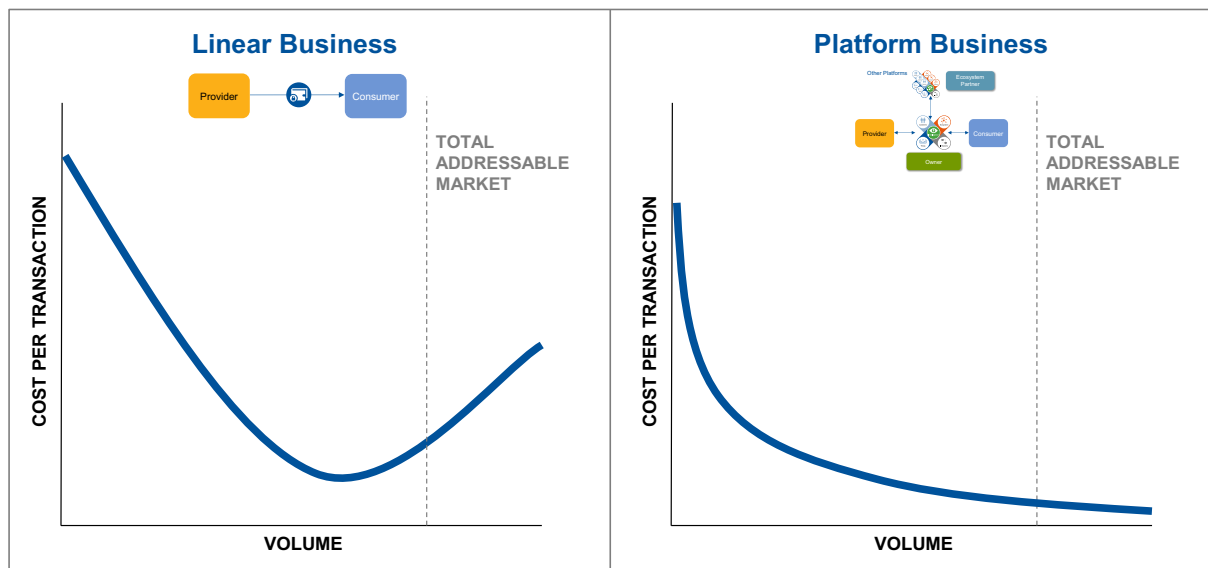 Linear Business
Provider
Consumer
TOTAL
ADDRESSABLE
MARKET
COST PER TRANSACTION
VOLUME
Platform Business
Other Platforms
Ecosystem
Partner
Provider
Consumer
Owner
TOTAL
ADDRESSABLE
MARKET
COST PER TRANSACTION
VOLUME